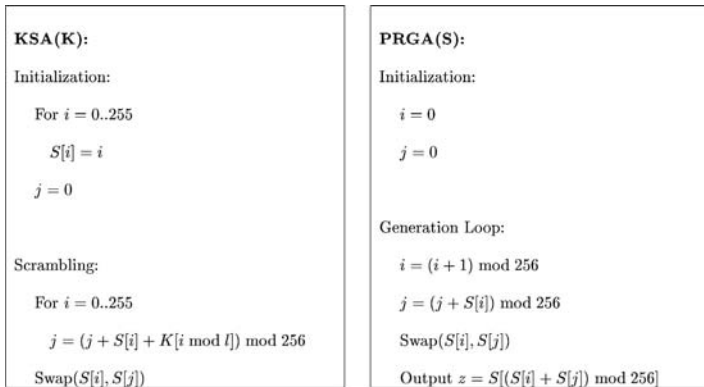 KSA(K):
Initialization:
For i = 0..255
S[i] = i
j = 0
Scrambling:
For i = 0..255
j = (j + S[i] + K[i mod l]) mod 256
Swap(S[i], S[j])
PRGA(S):
Initialization:
i = 0
j = 0
Generation Loop:
i = (i + 1) mod 256
j = (j + S[i]) mod 256
Swap(S[i], S[j])
Output z = S[(S[i] + S[j]) mod 256]